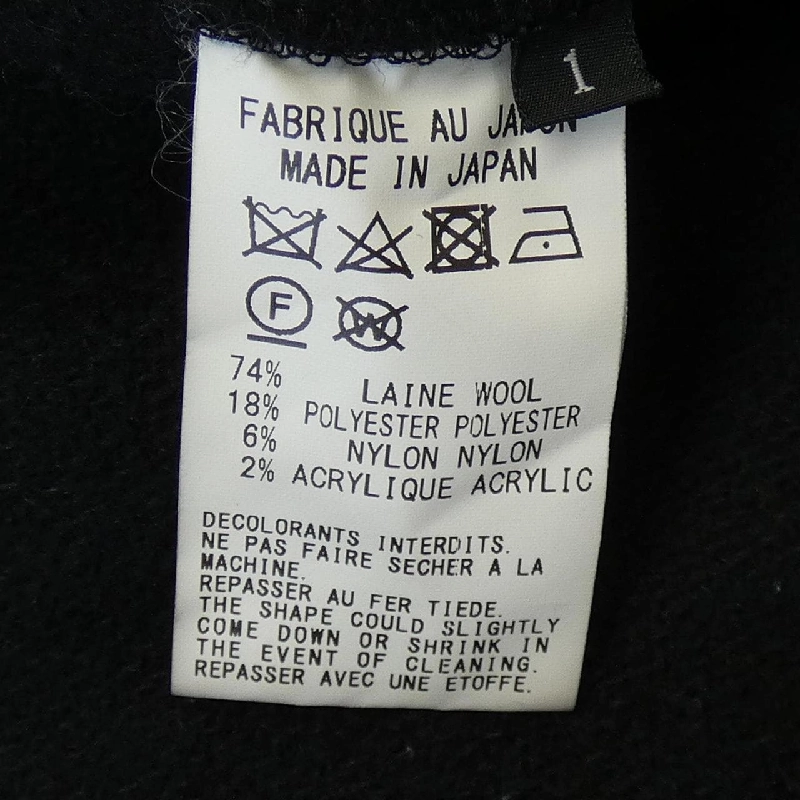 1
FABRIQUE AU JAPON
MADE IN JAPAN
F
W
74% LAINE WOOL
18% POLYESTER POLYESTER
6% NYLON NYLON
2% ACRYLIQUE ACRYLIC
DECOLORANTS INTERDITS.
NE PAS FAIRE SECHER A LA
MACHINE.
REPASSER AU FER TIEDE.
THE SHAPE COULD SLIGHTLY
COME DOWN OR SHRINK IN
THE EVENT OF CLEANING.
REPASSER AVEC UNE ETOFFE.